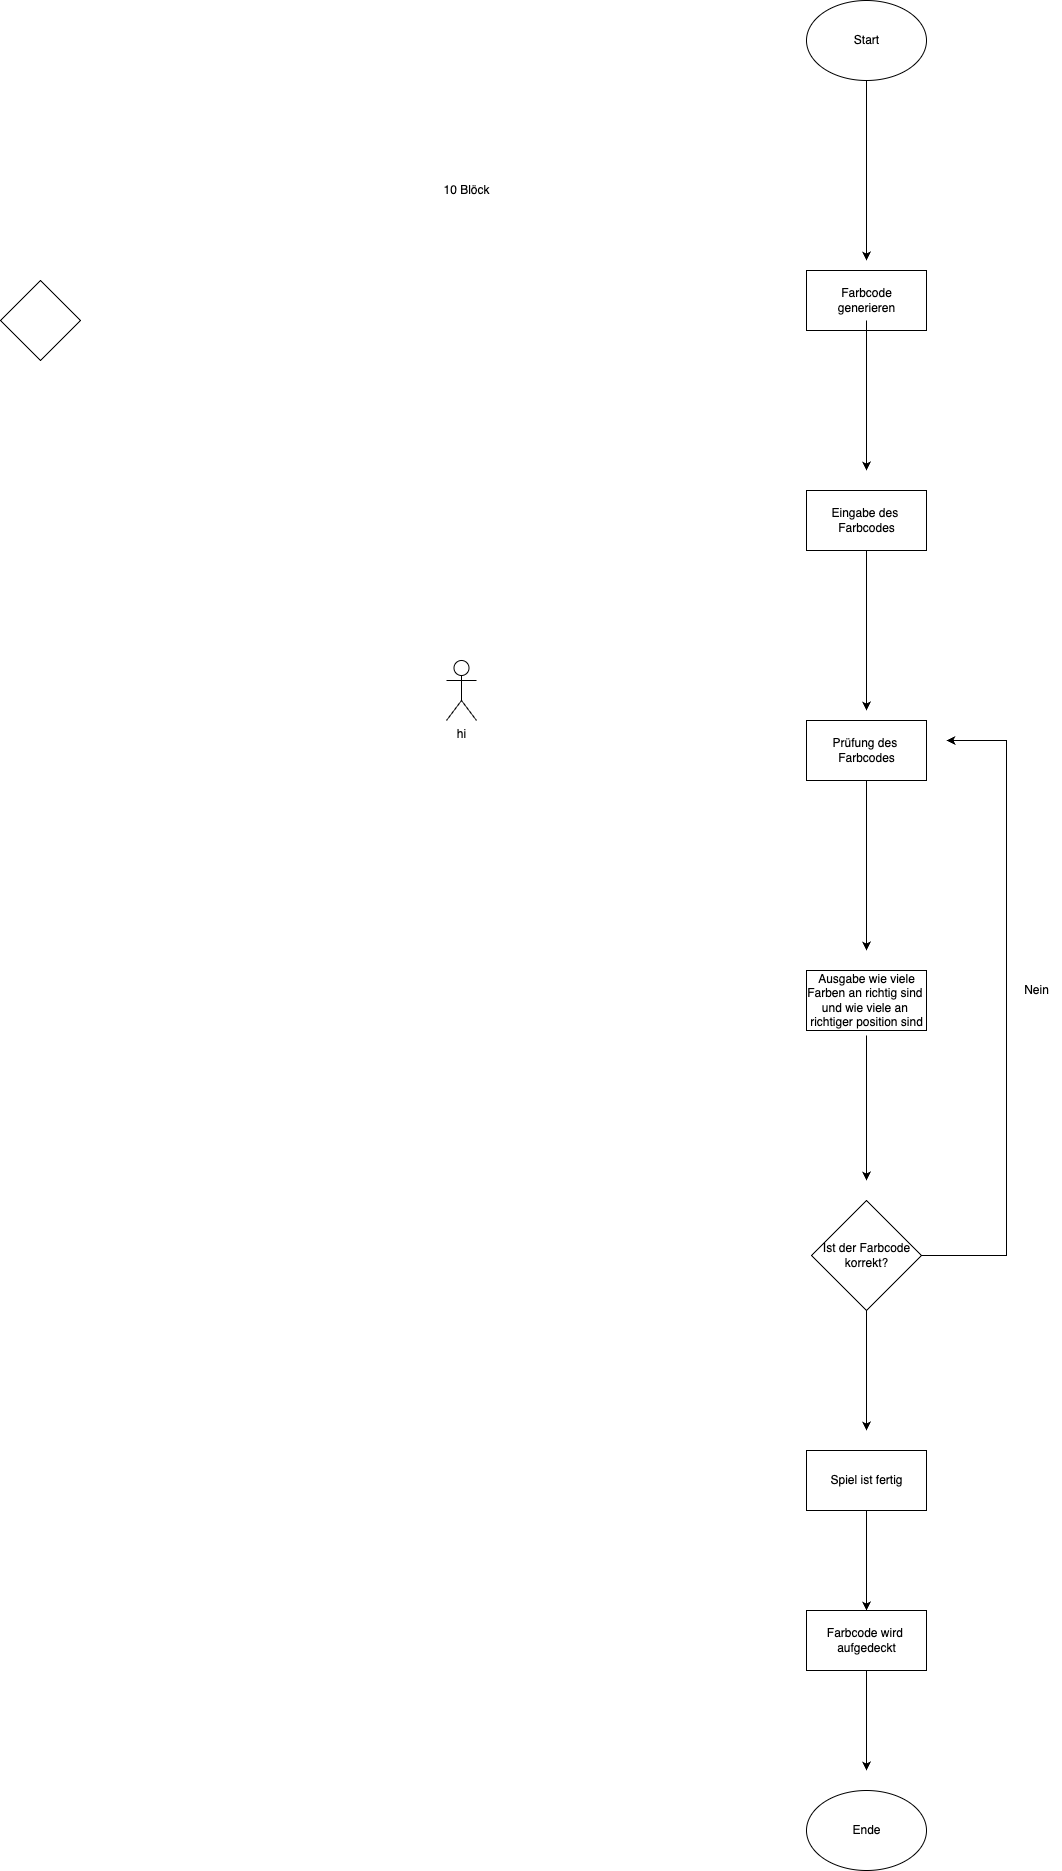 Start
10 Blöck
Farbcode
generieren
Eingabe des
Farbcodes
hi
Prüfung des
Farbcodes
Ausgabe wie viele
Farben an richtig sind
und wie viele an
richtiger position sind
Nein
Ist der Farbcode
korrekt?
Spiel ist fertig
Farbcode wird
aufgedeckt
Ende